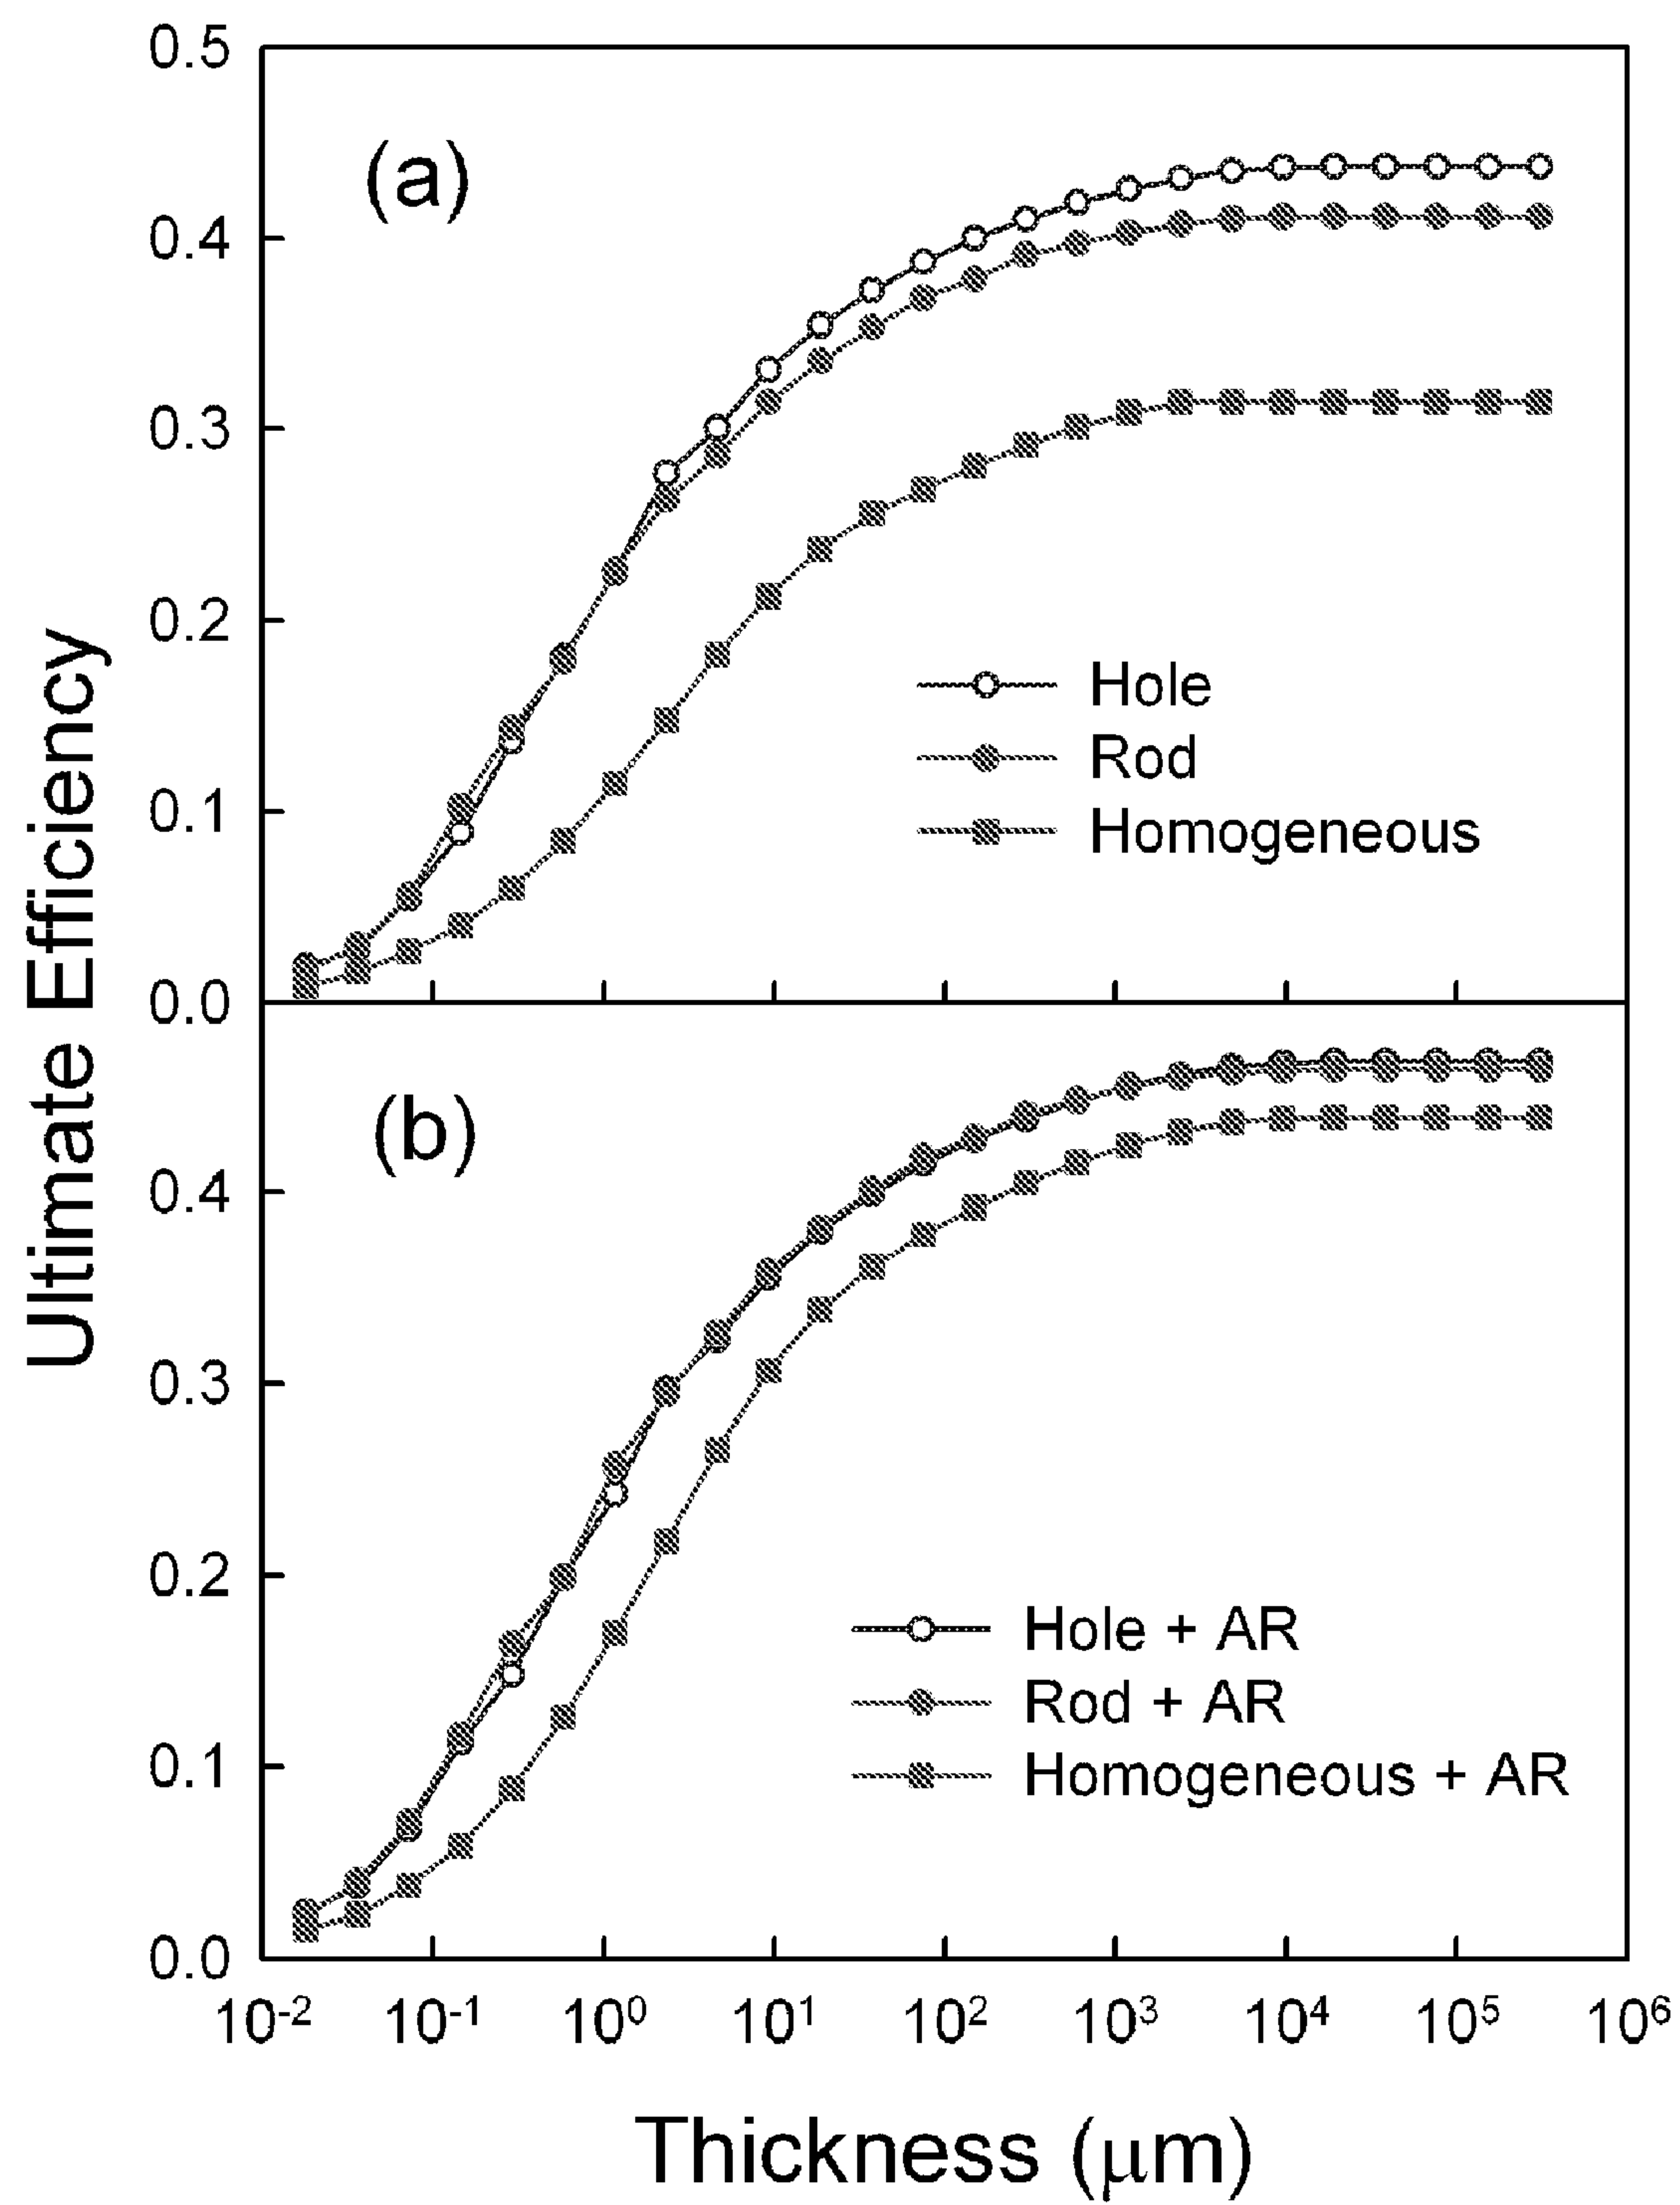 0.5
(a)
0.4
0.3
0.2
0.1
0.0
Hole
Rod
Homogeneous
Ultimate Efficiency
(b)
0.4
0.3
0.2
0.1
0.0
Hole + AR
Rod + AR
Homogeneous + AR
10⁻² 10⁻¹ 10⁰ 10¹ 10² 10³ 10⁴ 10⁵ 10⁶
Thickness (μm)